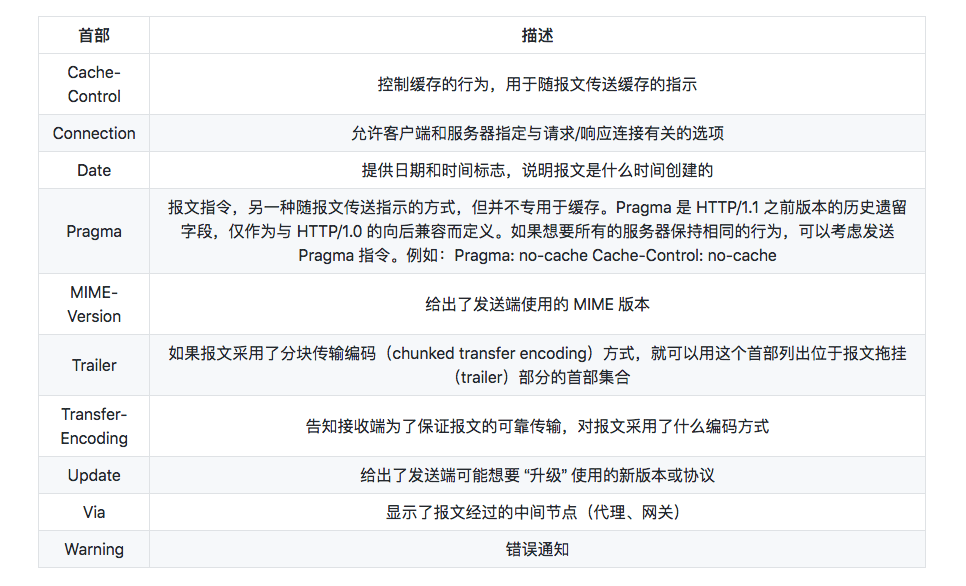 首部 描述
Cache-
Control
控制缓存的行为，用于随报文传送缓存的指示
Connection 允许客户端和服务器指定与请求/响应连接有关的选项
Date 提供日期和时间标志，说明报文是什么时间创建的
Pragma
报文指令，另一种随报文传送指示的方式，但并不专用于缓存。Pragma 是 HTTP/1.1 之前版本的历史遗留
字段，仅作为与 HTTP/1.0 的向后兼容而定义。如果想要所有的服务器保持相同的行为，可以考虑发送
Pragma 指令。例如：Pragma: no-cache Cache-Control: no-cache
MIME-
Version
给出了发送端使用的 MIME 版本
Trailer
如果报文采用了分块传输编码（chunked transfer encoding）方式，就可以用这个首部列出位于报文拖挂
（trailer）部分的首部集合
Transfer-
Encoding
告知接收端为了保证报文的可靠传输，对报文采用了什么编码方式
Update 给出了发送端可能想要 “升级” 使用的新版本或协议
Via 显示了报文经过的中间节点（代理、网关）
Warning 错误通知